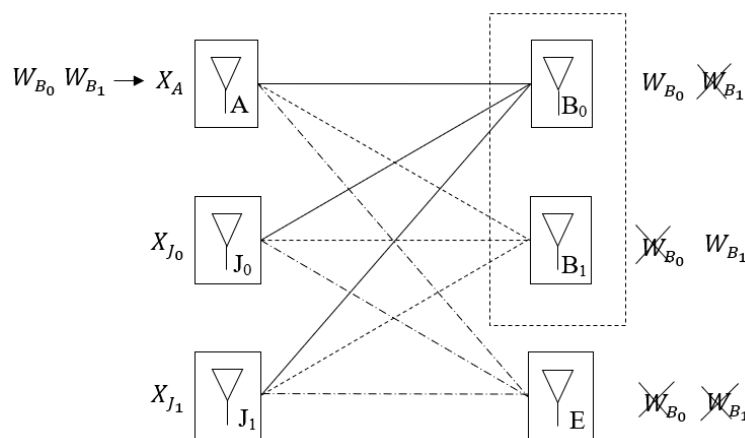 W_{B_0} W_{B_1} → X_A A B_0 W_{B_0} W_{B_1}
X_{J_0} J_0 B_1 W_{B_0} W_{B_1}
X_{J_1} J_1 E W_{B_0} W_{B_1}